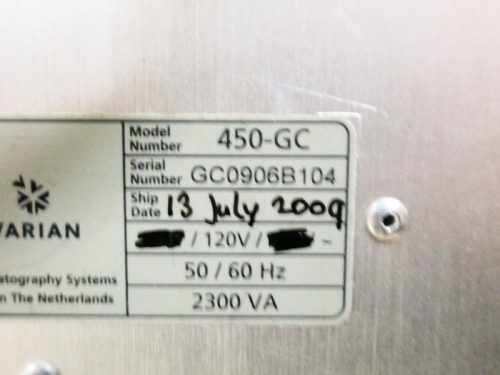 Model Number 450-GC
Serial Number GC0906B104
Ship Date 13 July 2009
VARIAN
/ 120V / ~
50 / 60 Hz
The Netherlands
2300 VA
Systems